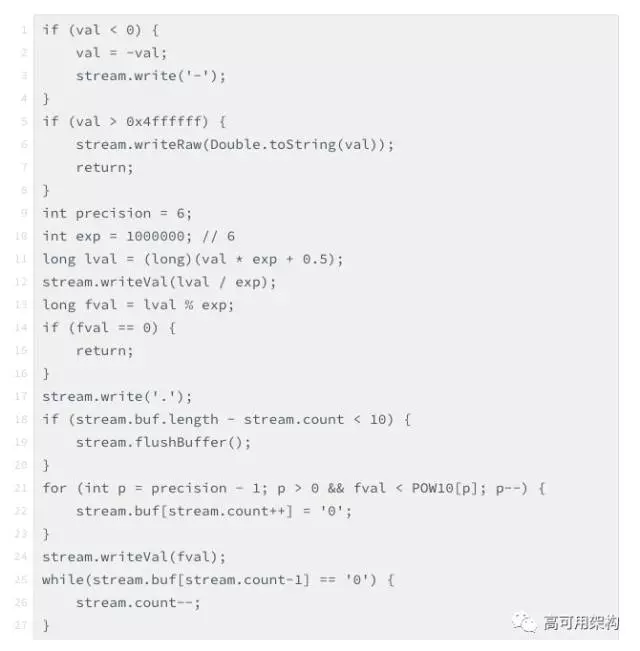 1 if (val < 0) {
2     val = -val;
3     stream.write('-');
4 }
5 if (val > 0x4ffffff) {
6     stream.writeRaw(Double.toString(val));
7     return;
8 }
9 int precision = 6;
10 int exp = 1000000; // 6
11 long lval = (long)(val * exp + 0.5);
12 stream.writeVal(lval / exp);
13 long fval = lval % exp;
14 if (fval == 0) {
15     return;
16 }
17 stream.write('.');
18 if (stream.buf.length - stream.count < 10) {
19     stream.flushBuffer();
20 }
21 for (int p = precision - 1; p > 0 && fval < POW10[p]; p--) {
22     stream.buf[stream.count++] = '0';
23 }
24 stream.writeVal(fval);
25 while(stream.buf[stream.count-1] == '0') {
26     stream.count--;
27 }
高可用架构